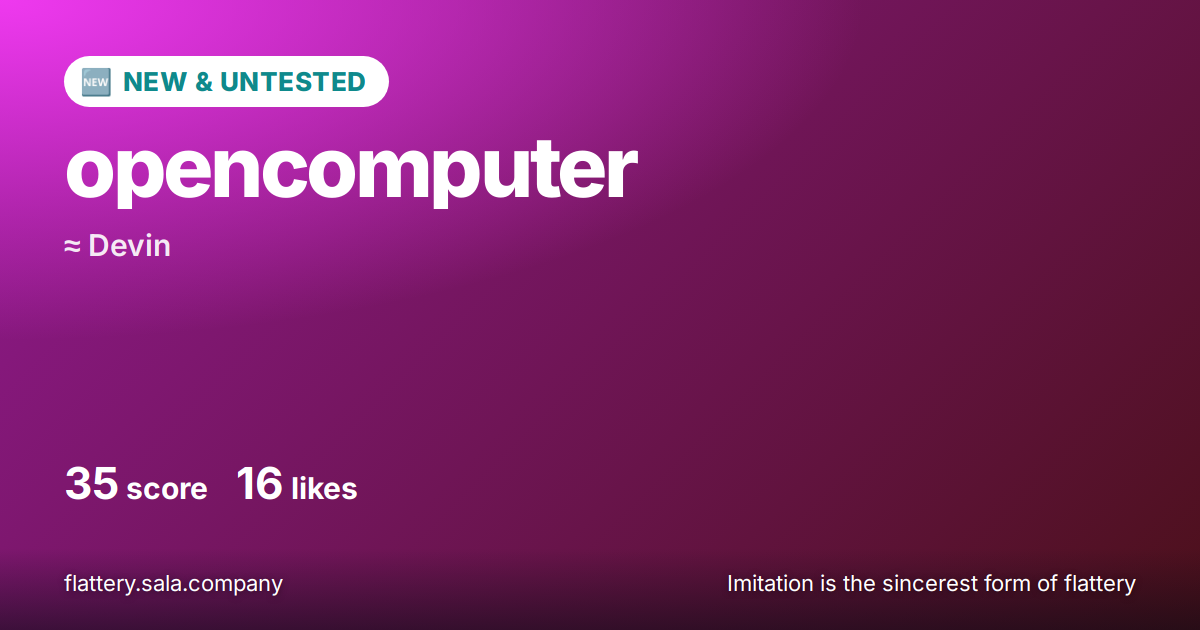 🆕 NEW & UNTESTED
opencomputer
≈ Devin
35 score 16 likes
flattery.sala.company
Imitation is the sincerest form of flattery